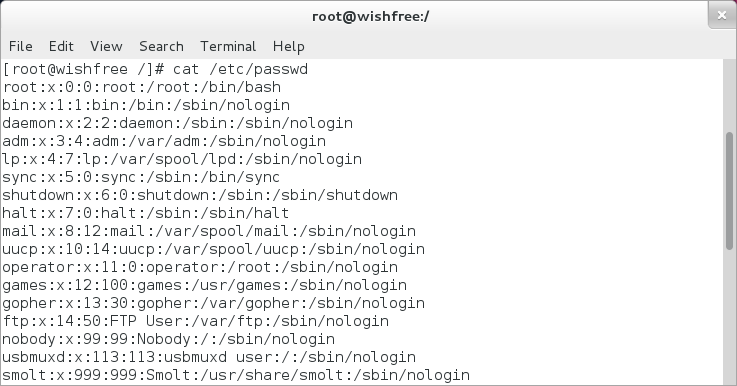 root@wishfree:/
×
File Edit View Search Terminal Help
[root@wishfree /]# cat /etc/passwd
root:x:0:0:root:/root:/bin/bash
bin:x:1:1:bin:/bin:/sbin/nologin
daemon:x:2:2:daemon:/sbin:/sbin/nologin
adm:x:3:4:adm:/var/adm:/sbin/nologin
lp:x:4:7:lp:/var/spool/lpd:/sbin/nologin
sync:x:5:0:sync:/sbin:/bin/sync
shutdown:x:6:0:shutdown:/sbin:/sbin/shutdown
halt:x:7:0:halt:/sbin:/sbin/halt
mail:x:8:12:mail:/var/spool/mail:/sbin/nologin
uucp:x:10:14:uucp:/var/spool/uucp:/sbin/nologin
operator:x:11:0:operator:/root:/sbin/nologin
games:x:12:100:games:/usr/games:/sbin/nologin
gopher:x:13:30:gopher:/var/gopher:/sbin/nologin
ftp:x:14:50:FTP User:/var/ftp:/sbin/nologin
nobody:x:99:99:Nobody:/:/sbin/nologin
usbmuxd:x:113:113:usbmuxd user:/:/sbin/nologin
smolt:x:999:999:Smolt:/usr/share/smolt:/sbin/nologin